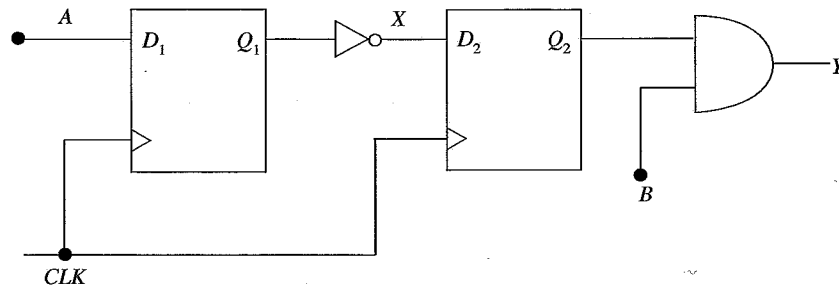 A X
D₁ Q₁ D₂ Q₂ Y
B
CLK